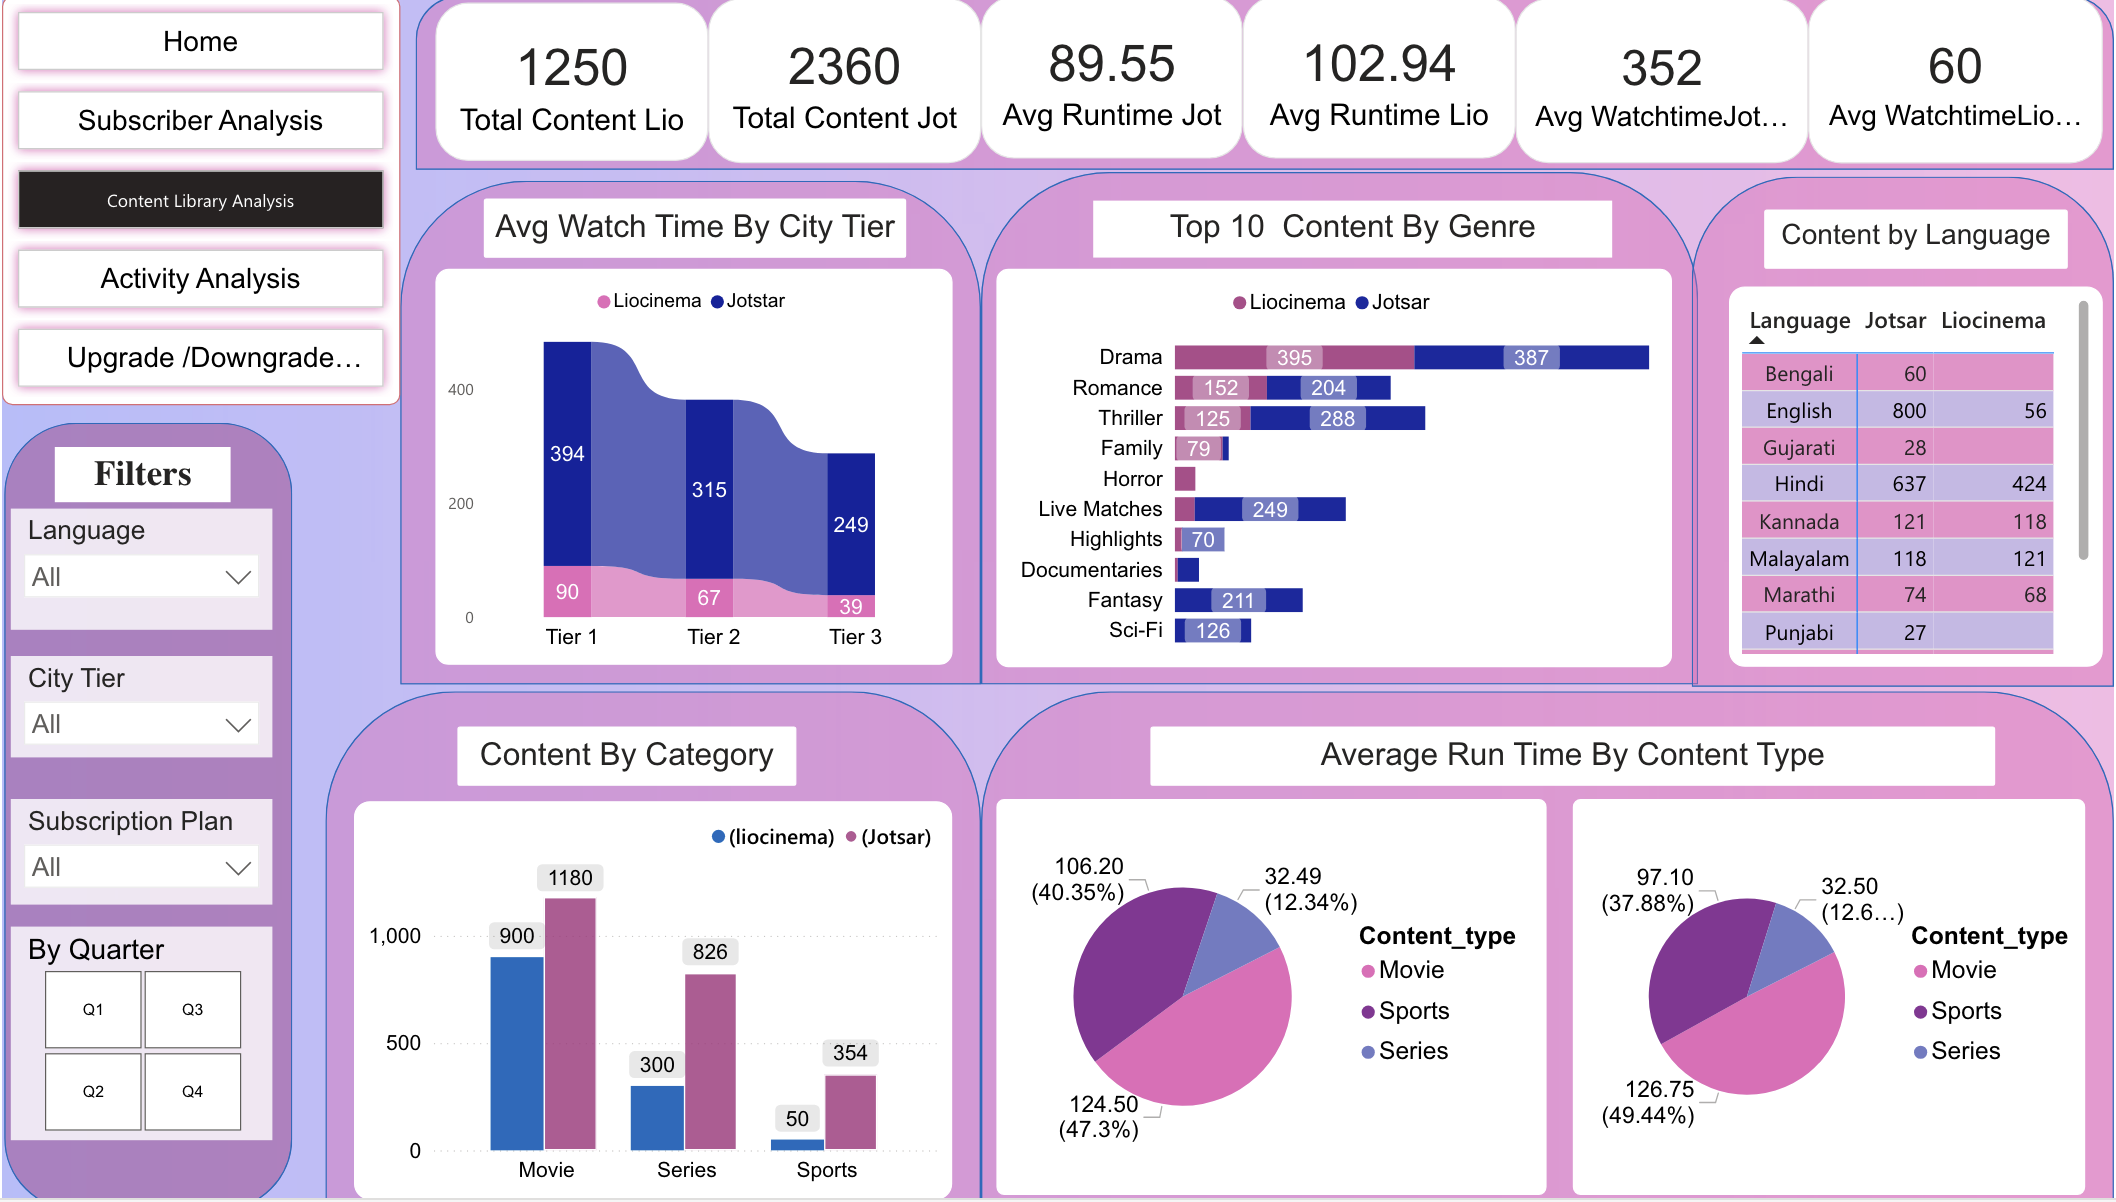 Home
Subscriber Analysis
Content Library Analysis
Activity Analysis
Upgrade /Downgrade…
1250
Total Content Lio
2360
Total Content Jot
89.55
Avg Runtime Jot
102.94
Avg Runtime Lio
352
Avg WatchtimeJot…
60
Avg WatchtimeLio…
Filters
Language
All
City Tier
All
Subscription Plan
All
By Quarter
Q1 Q3
Q2 Q4
Avg Watch Time By City Tier
Liocinema Jotstar
400
200
0
394
315
249
90
67
39
Tier 1 Tier 2 Tier 3
Top 10 Content By Genre
Liocinema Jotsar
Drama 395 387
Romance 152 204
Thriller 125 288
Family 79
Horror
Live Matches 249
Highlights 70
Documentaries
Fantasy 211
Sci-Fi 126
Content by Language
Language Jotsar Liocinema
Bengali 60
English 800 56
Gujarati 28
Hindi 637 424
Kannada 121 118
Malayalam 118 121
Marathi 74 68
Punjabi 27
Content By Category
(liocinema) (Jotsar)
1,000
500
0
900
1180
300
826
50
354
Movie Series Sports
Average Run Time By Content Type
106.20
(40.35%)
32.49
(12.34%)
124.50
(47.3%)
Content_type
Movie
Sports
Series
97.10
(37.88%)
32.50
(12.6…)
126.75
(49.44%)
Content_type
Movie
Sports
Series